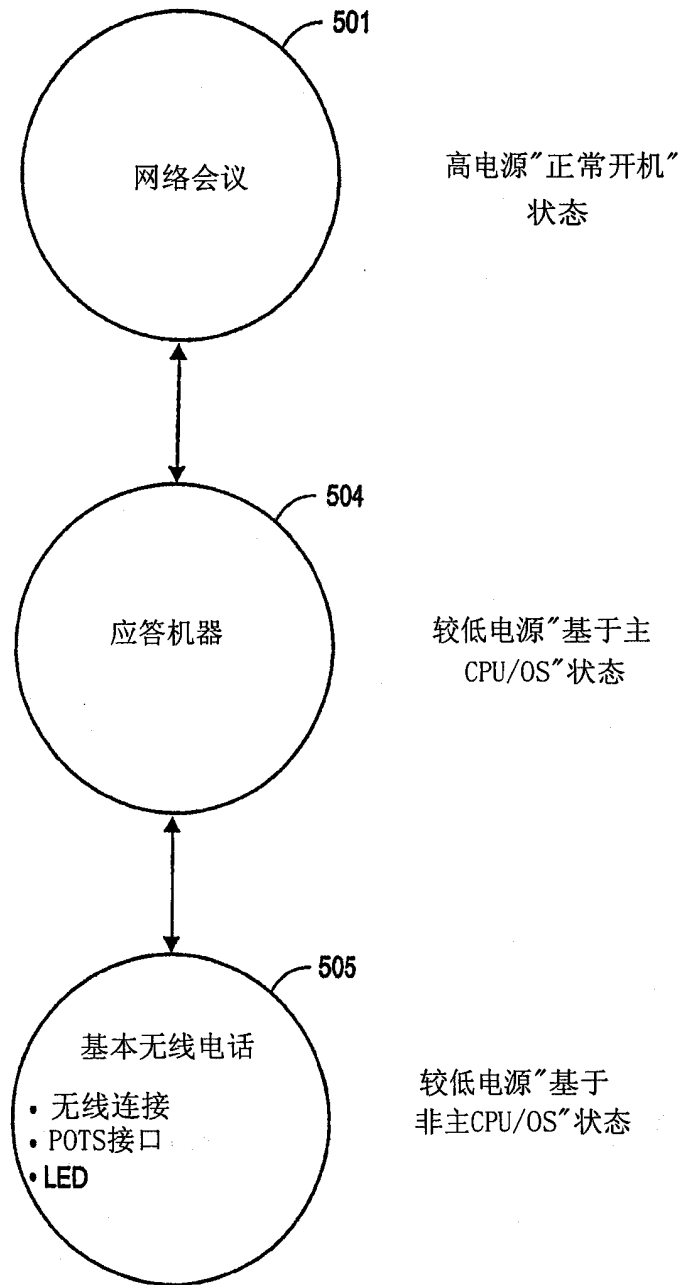 501
网络会议
高电源"正常开机"
状态
504
应答机器
较低电源"基于主
CPU/OS"状态
505
基本无线电话
• 无线连接
• POTS接口
• LED
较低电源"基于
非主CPU/OS"状态